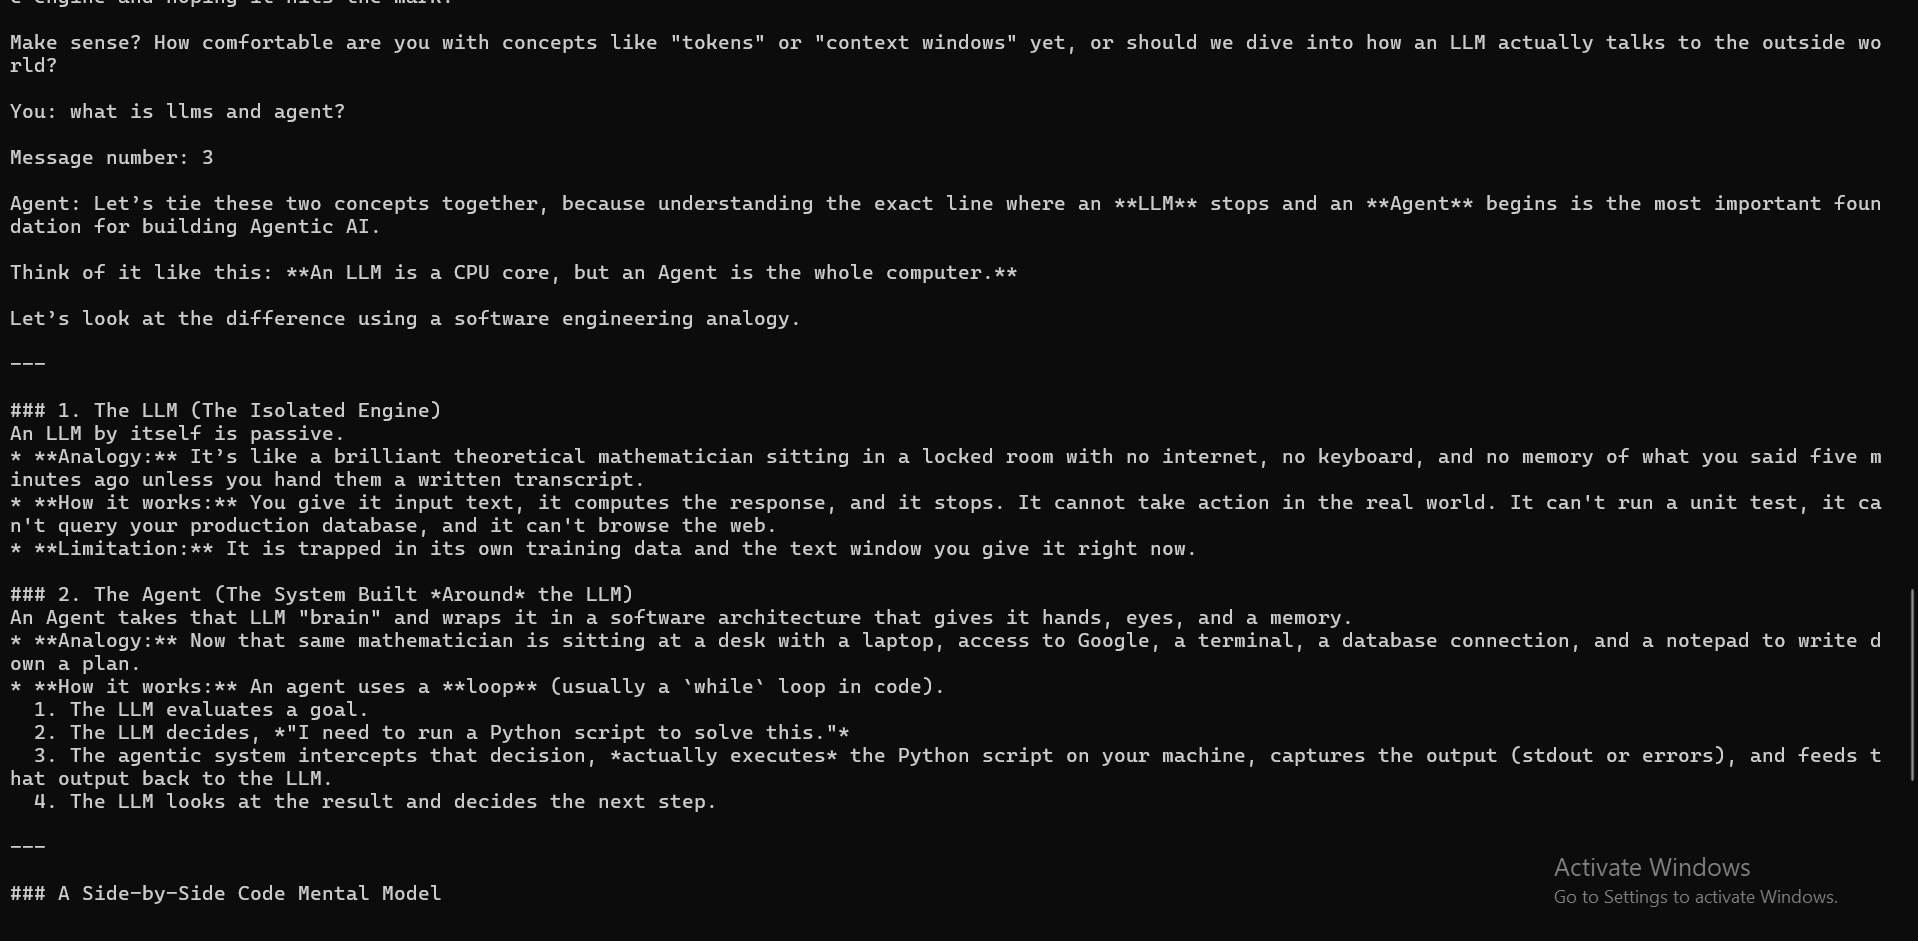 Make sense? How comfortable are you with concepts like "tokens" or "context windows" yet, or should we dive into how an LLM actually talks to the outside wo
rld?
You: what is llms and agent?
Message number: 3
Agent: Let’s tie these two concepts together, because understanding the exact line where an **LLM** stops and an **Agent** begins is the most important foun
dation for building Agentic AI.
Think of it like this: **An LLM is a CPU core, but an Agent is the whole computer.**
Let’s look at the difference using a software engineering analogy.
---
### 1. The LLM (The Isolated Engine)
An LLM by itself is passive.
* **Analogy:** It’s like a brilliant theoretical mathematician sitting in a locked room with no internet, no keyboard, and no memory of what you said five m
inutes ago unless you hand them a written transcript.
* **How it works:** You give it input text, it computes the response, and it stops. It cannot take action in the real world. It can't run a unit test, it ca
n't query your production database, and it can't browse the web.
* **Limitation:** It is trapped in its own training data and the text window you give it right now.
### 2. The Agent (The System Built *Around* the LLM)
An Agent takes that LLM "brain" and wraps it in a software architecture that gives it hands, eyes, and a memory.
* **Analogy:** Now that same mathematician is sitting at a desk with a laptop, access to Google, a terminal, a database connection, and a notepad to write d
own a plan.
* **How it works:** An agent uses a **loop** (usually a `while` loop in code).
  1. The LLM evaluates a goal.
  2. The LLM decides, *"I need to run a Python script to solve this."*
  3. The agentic system intercepts that decision, *actually executes* the Python script on your machine, captures the output (stdout or errors), and feeds t
hat output back to the LLM.
  4. The LLM looks at the result and decides the next step.
---
### A Side-by-Side Code Mental Model
Activate Windows
Go to Settings to activate Windows.